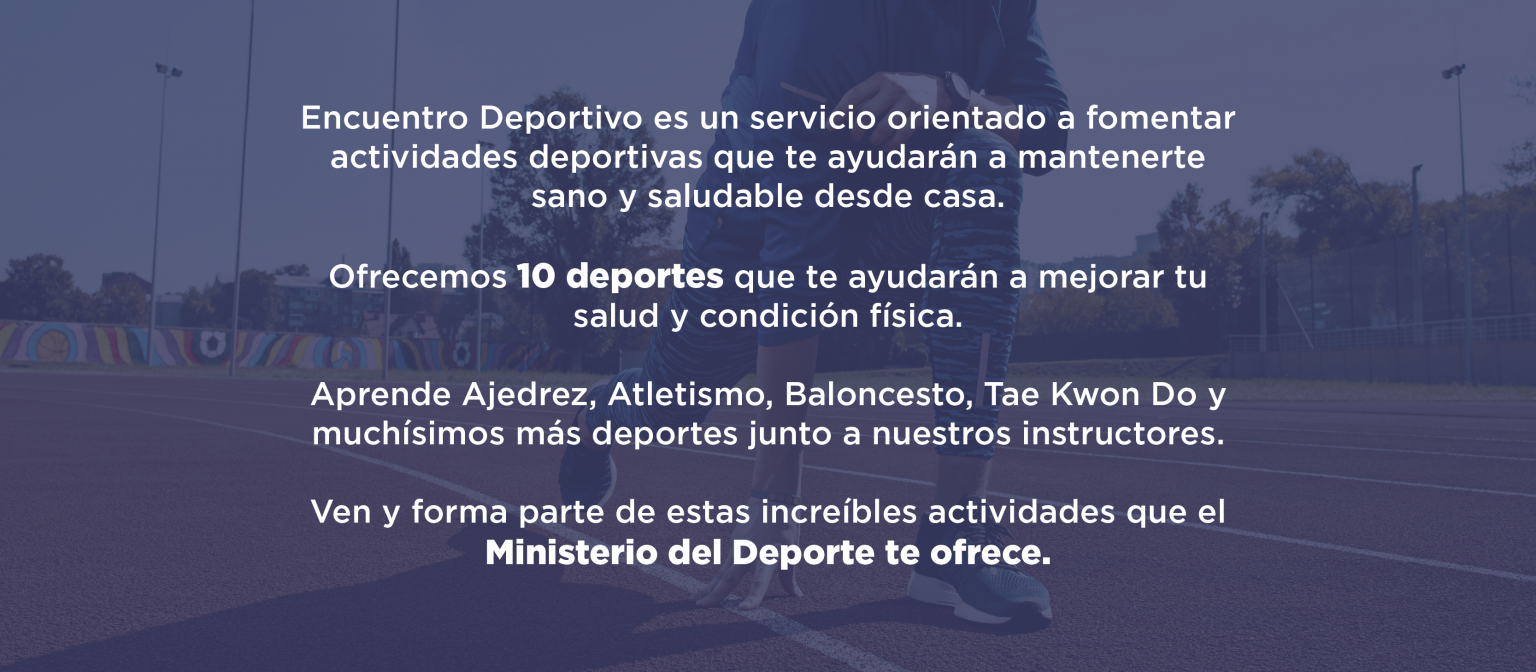 Encuentro Deportivo es un servicio orientado a fomentar
actividades deportivas que te ayudarán a mantenerte
sano y saludable desde casa.
Ofrecemos 10 deportes que te ayudarán a mejorar tu
salud y condición física.
Aprende Ajedrez, Atletismo, Baloncesto, Tae Kwon Do y
muchísimos más deportes junto a nuestros instructores.
Ven y forma parte de estas increíbles actividades que el
Ministerio del Deporte te ofrece.